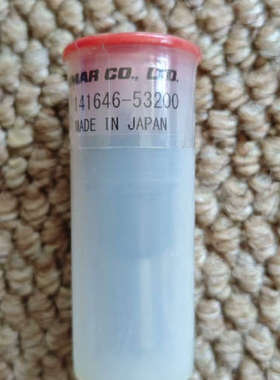 MAR CO., LTD.
141646-53200
MADE IN JAPAN